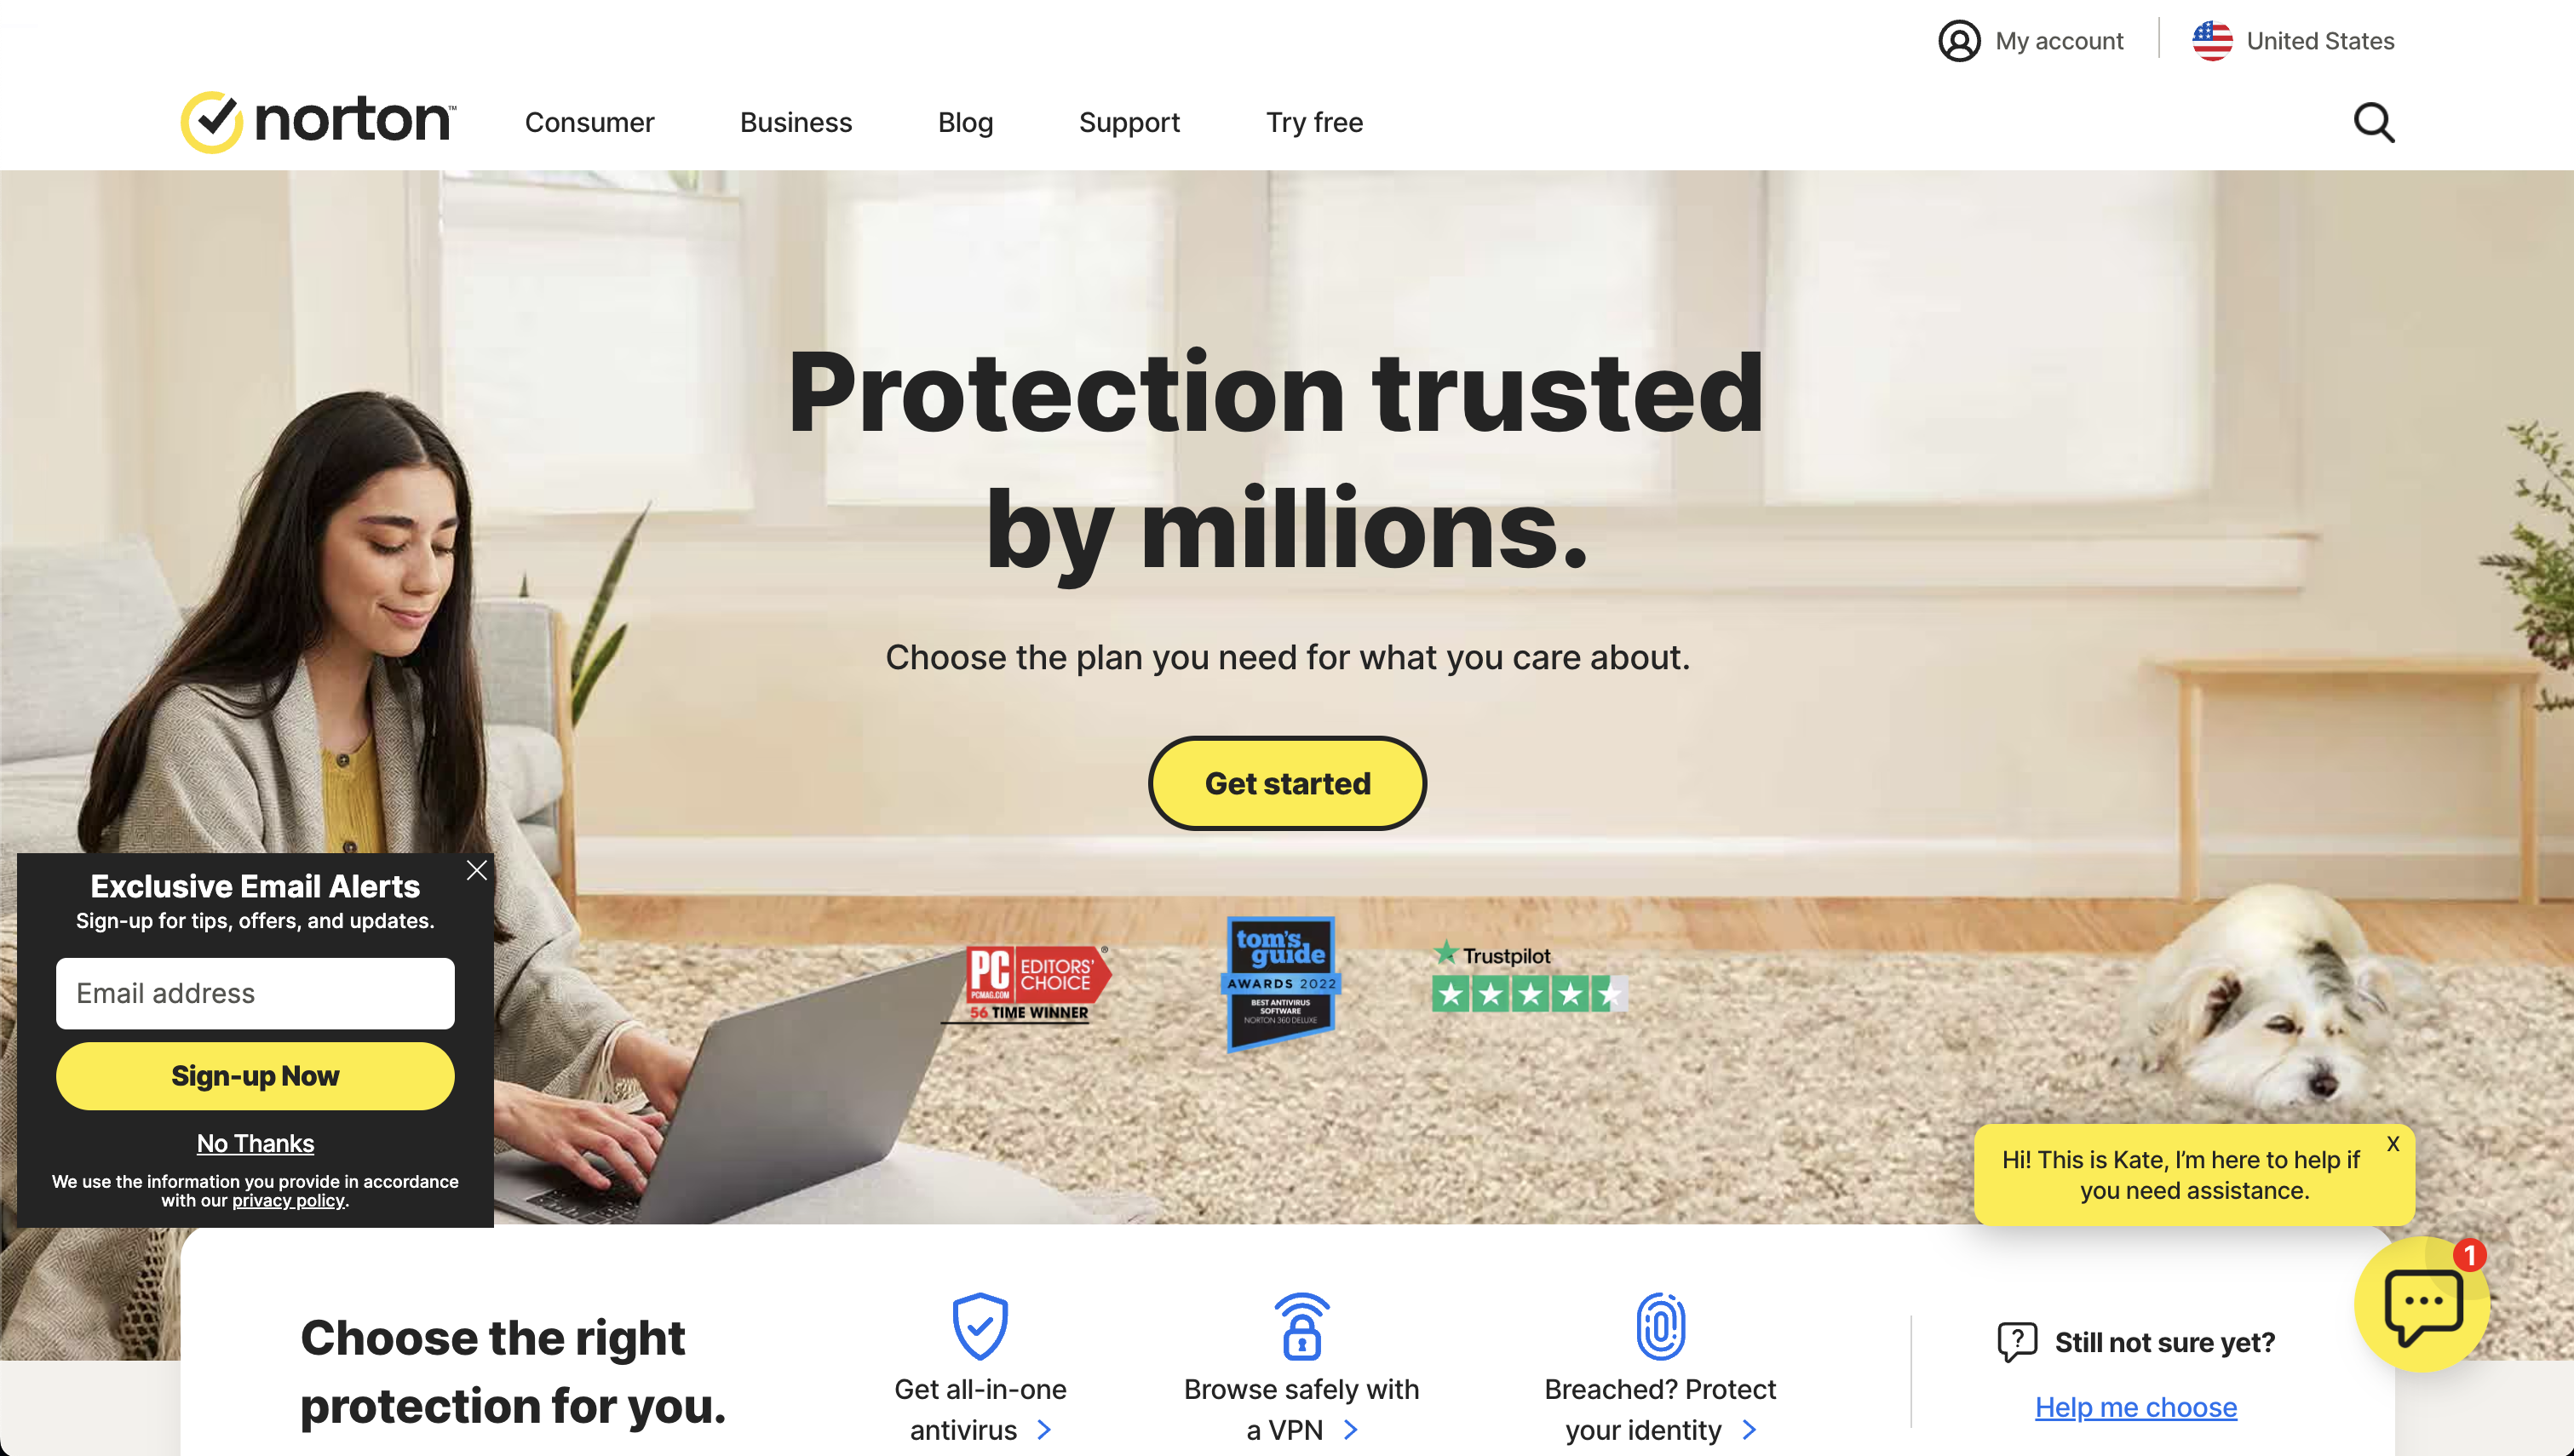 My account
United States
norton™
Consumer
Business
Blog
Support
Try free
Protection trusted
by millions.
Choose the plan you need for what you care about.
Get started
PC
PCMAG.COM
EDITORS'
CHOICE
®
56 TIME WINNER
tom's
guide
AWARDS 2022
BEST ANTIVIRUS
SOFTWARE
NORTON 360 DELUXE
Trustpilot
Exclusive Email Alerts
Sign-up for tips, offers, and updates.
Email address
Sign-up Now
No Thanks
We use the information you provide in accordance
with our privacy policy.
X
Hi! This is Kate, I'm here to help if
you need assistance.
1
Choose the right
protection for you.
Get all-in-one
antivirus >
Browse safely with
a VPN >
Breached? Protect
your identity >
?
Still not sure yet?
Help me choose